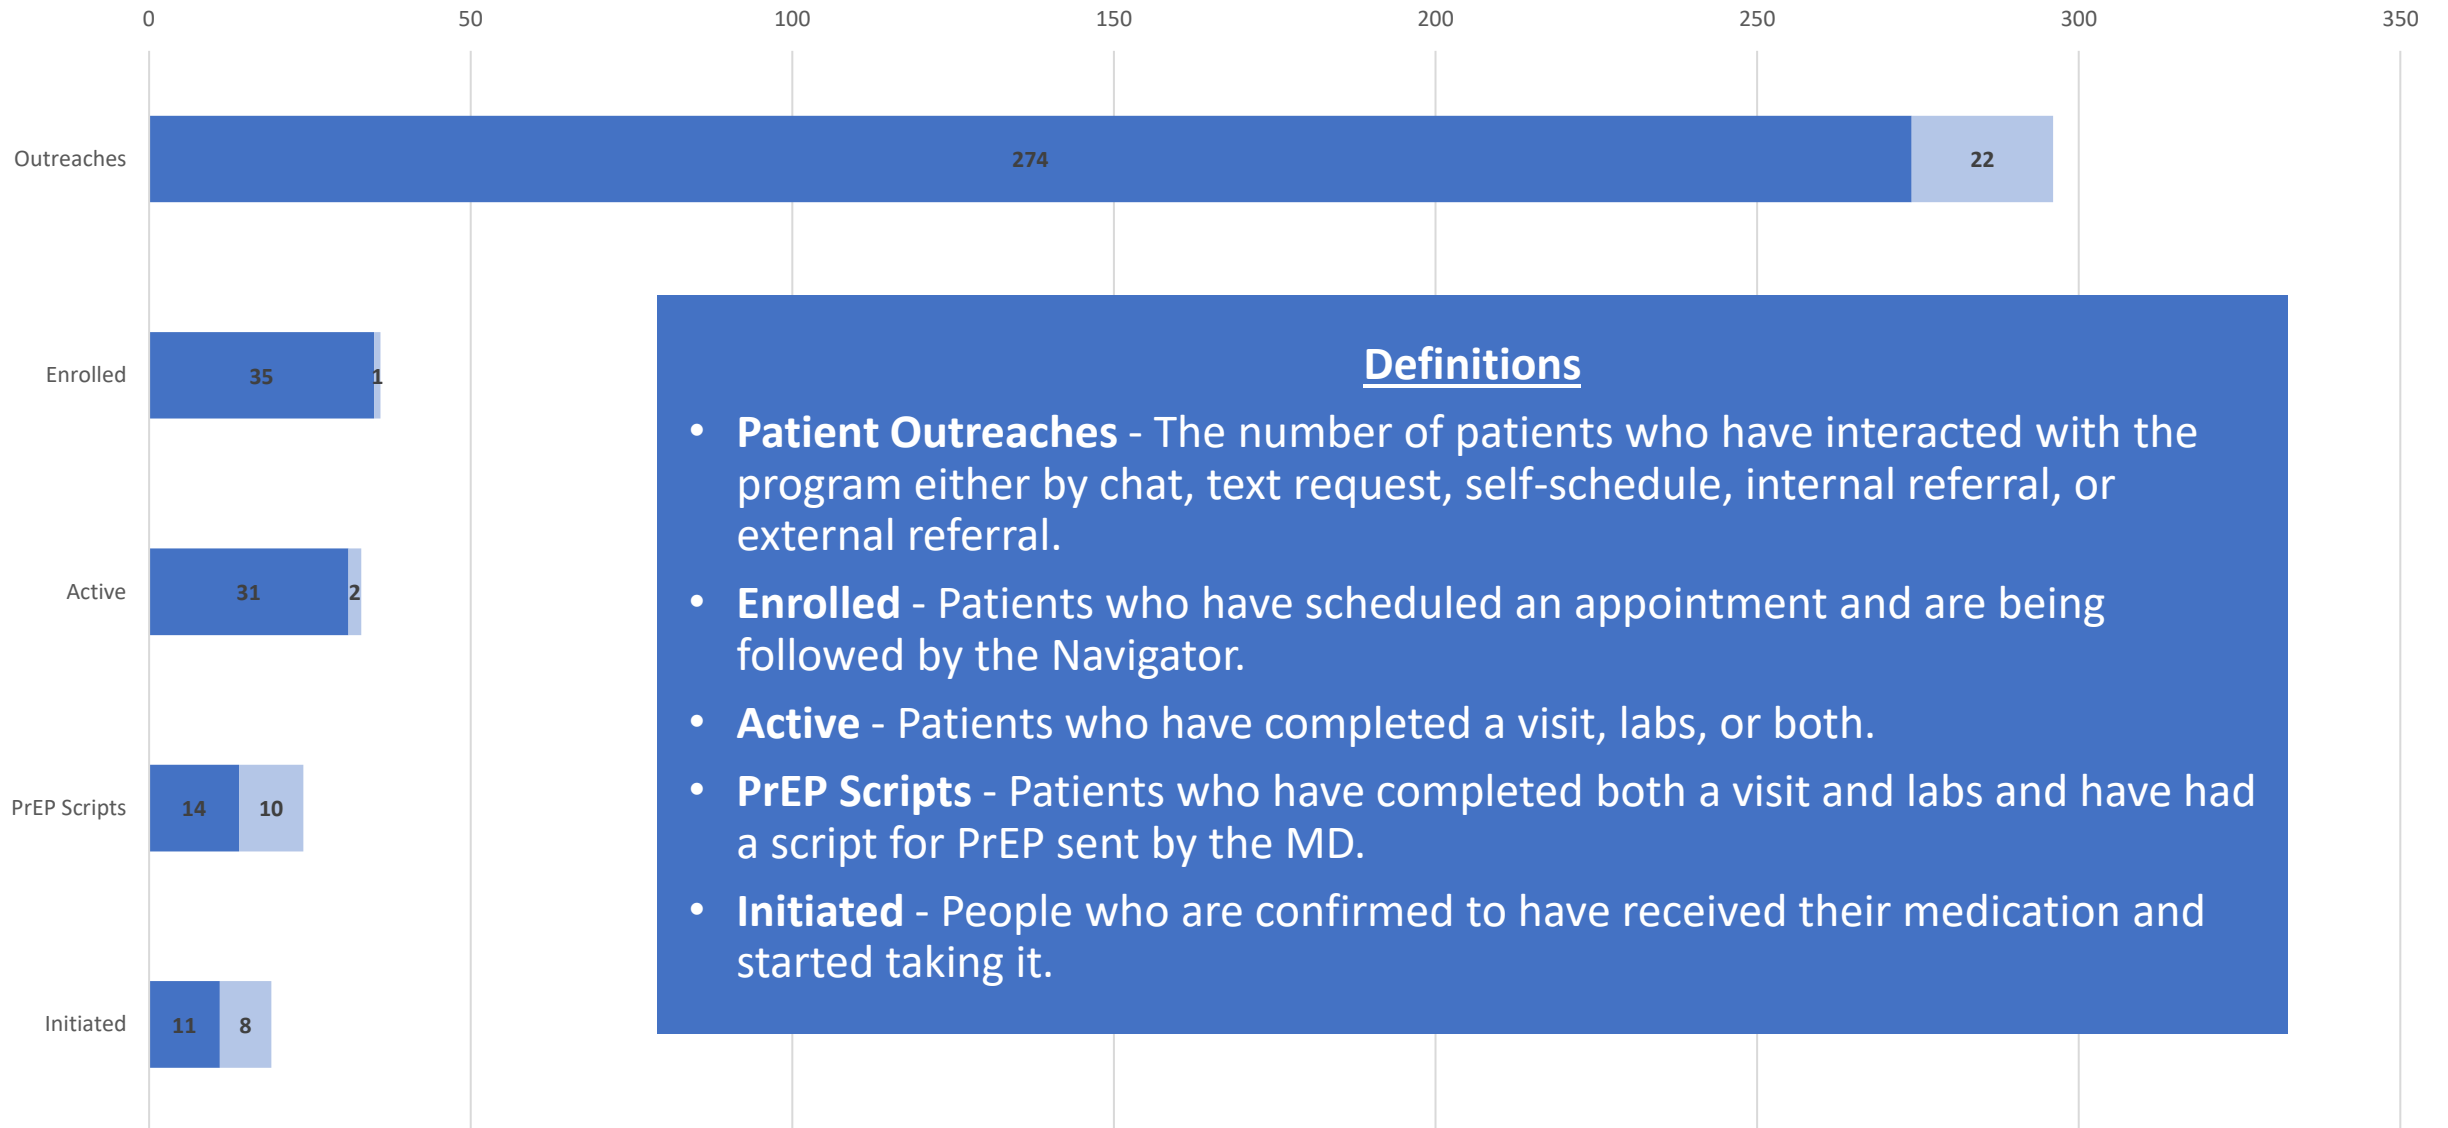 0 50 100 150 200 250 300 350
Outreaches 274 22
Enrolled 35 1
Active 31 2
PrEP Scripts 14 10
Initiated 11 8
Definitions
• Patient Outreaches - The number of patients who have interacted with the
program either by chat, text request, self-schedule, internal referral, or
external referral.
• Enrolled - Patients who have scheduled an appointment and are being
followed by the Navigator.
• Active - Patients who have completed a visit, labs, or both.
• PrEP Scripts - Patients who have completed both a visit and labs and have had
a script for PrEP sent by the MD.
• Initiated - People who are confirmed to have received their medication and
started taking it.